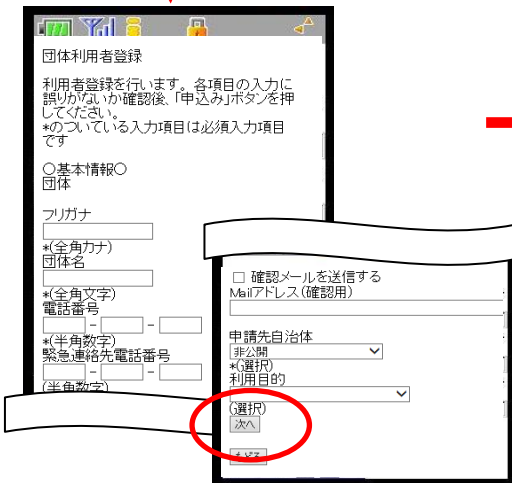 団体利用者登録
利用者登録を行います。各項目の入力に
誤りがないか確認後、「申込み」ボタンを押
してください。
*のついている入力項目は必須入力項目
です
○基本情報○
団体
フリガナ
*(全角カナ)
団体名
*(全角文字)
電話番号
- -
*(半角数字)
緊急連絡先電話番号
- -
(半角数字)
□ 確認メールを送信する
Mailアドレス(確認用)
申請先自治体
非公開
*(選択)
利用目的
(選択)
次へ
もどる